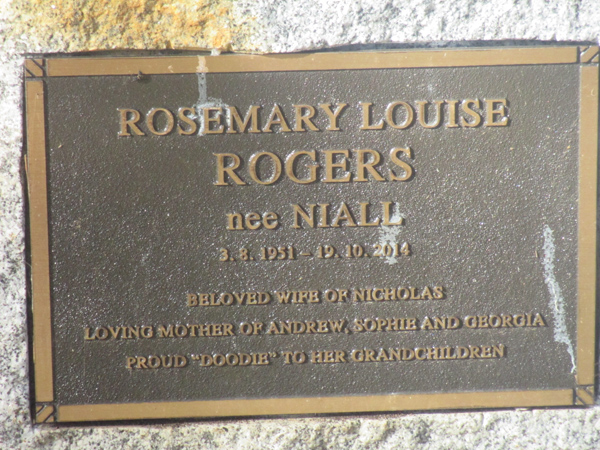 ROSEMARY LOUISE
ROGERS
nee NIALL
3. 8. 1951 – 19. 10. 2014
BELOVED WIFE OF NICHOLAS
LOVING MOTHER OF ANDREW, SOPHIE AND GEORGIA
PROUD "DOODIE" TO HER GRANDCHILDREN